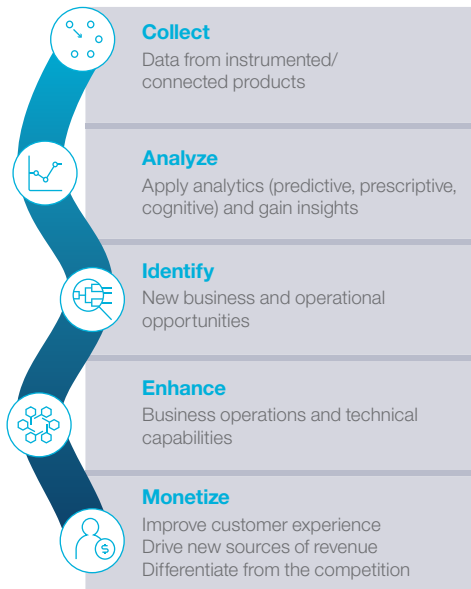 Collect
Data from instrumented/
connected products
Analyze
Apply analytics (predictive, prescriptive,
cognitive) and gain insights
Identify
New business and operational
opportunities
Enhance
Business operations and technical
capabilities
Monetize
Improve customer experience
Drive new sources of revenue
Differentiate from the competition
$